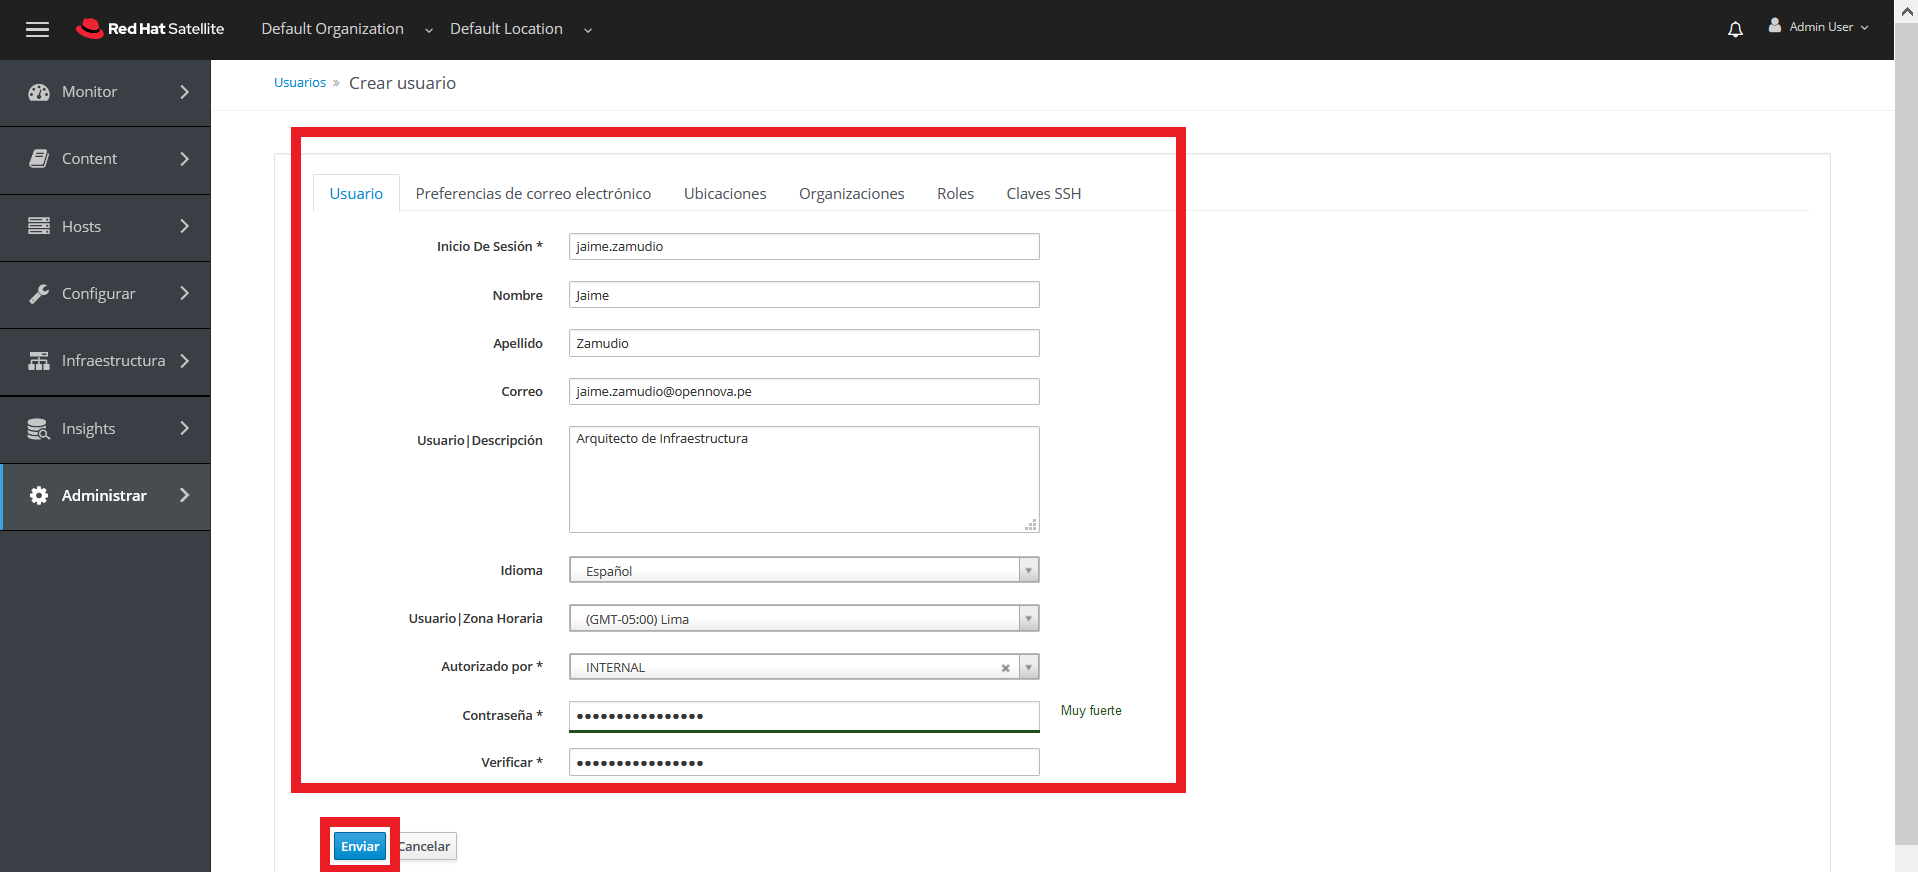 Red Hat Satellite
Default Organization
Default Location
Admin User
Monitor
Content
Hosts
Configurar
Infraestructura
Insights
Administrar
Usuarios » Crear usuario
Usuario Preferencias de correo electrónico Ubicaciones Organizaciones Roles Claves SSH
Inicio De Sesión * jaime.zamudio
Nombre Jaime
Apellido Zamudio
Correo jaime.zamudio@opennova.pe
Usuario|Descripción Arquitecto de Infraestructura
Idioma Español
Usuario|Zona Horaria (GMT-05:00) Lima
Autorizado por * INTERNAL
Contraseña * •••••••••••••••• Muy fuerte
Verificar * ••••••••••••••••
Enviar Cancelar